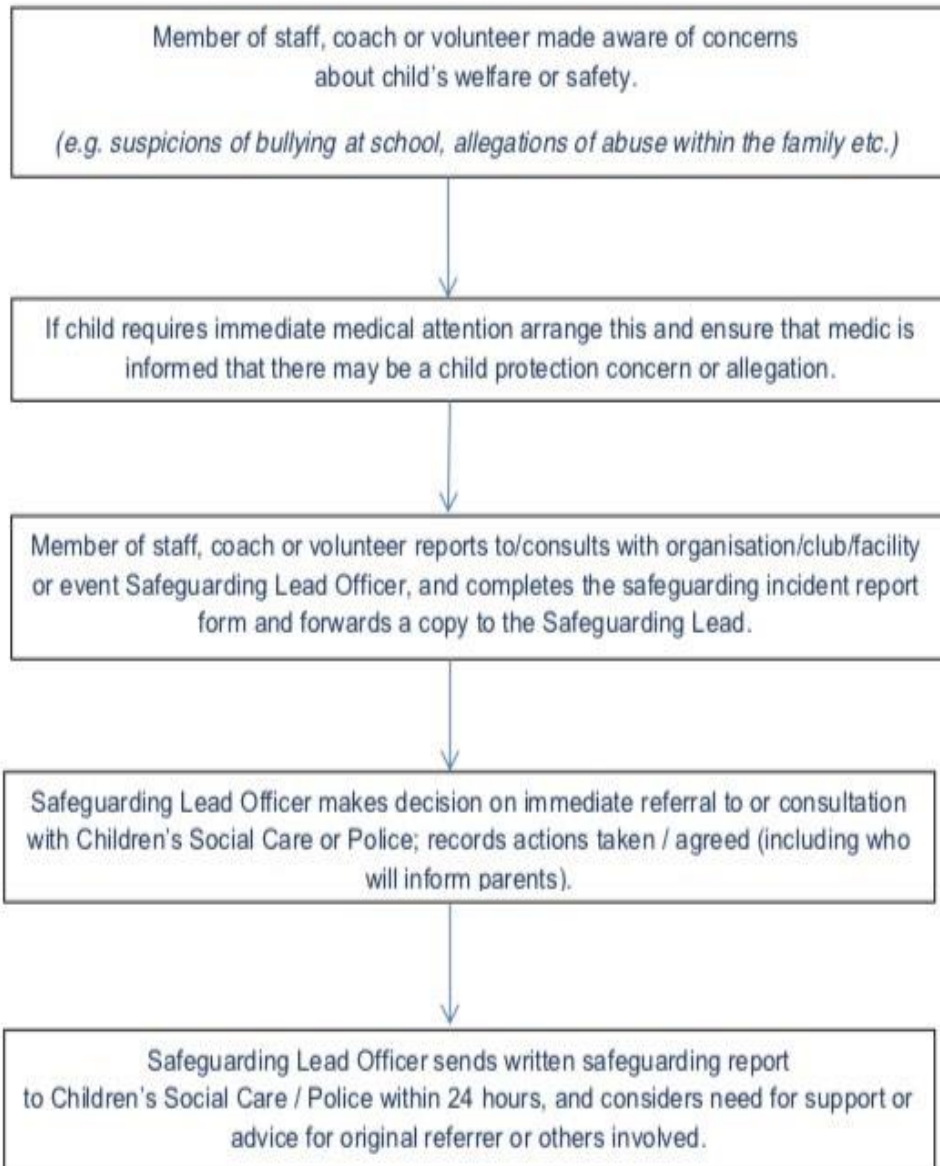 Member of staff, coach or volunteer made aware of concerns
about child's welfare or safety.
(e.g. suspicions of bullying at school, allegations of abuse within the family etc.)
If child requires immediate medical attention arrange this and ensure that medic is
informed that there may be a child protection concern or allegation.
Member of staff, coach or volunteer reports to/consults with organisation/club/facility
or event Safeguarding Lead Officer, and completes the safeguarding incident report
form and forwards a copy to the Safeguarding Lead.
Safeguarding Lead Officer makes decision on immediate referral to or consultation
with Children's Social Care or Police; records actions taken / agreed (including who
will inform parents).
Safeguarding Lead Officer sends written safeguarding report
to Children's Social Care / Police within 24 hours, and considers need for support or
advice for original referrer or others involved.